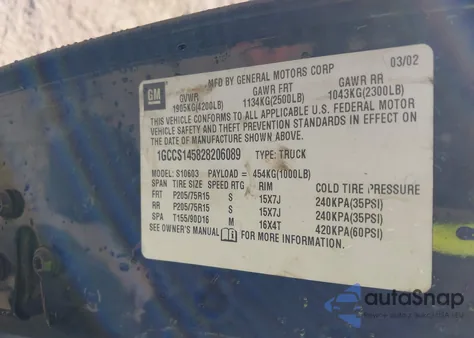 03/02
MFD BY GENERAL MOTORS CORP
GM
GVWR GAWR FRT GAWR RR
1905KG(4200LB) 1134KG(2500LB) 1043KG(2300LB)
THIS VEHICLE CONFORMS TO ALL APPLICABLE U.S. FEDERAL MOTOR
VEHICLE SAFETY AND THEFT PREVENTION STANDARDS IN EFFECT ON
THE DATE OF MANUFACTURE SHOWN ABOVE.
1GCCS145828206089 TYPE: TRUCK
S10603 PAYLOAD = 454KG(1000LB)
SPAN TIRE SIZE SPEED RTG RIM COLD TIRE PRESSURE
FRT P205/75R15 S 15X7J 240KPA(35PSI)
RR P205/75R15 S 15X7J 240KPA(35PSI)
SPA T155/90D16 M 16X4T 420KPA(60PSI)
SEE OWNER'S MANUAL FOR MORE INFORMATION.
autoSnap